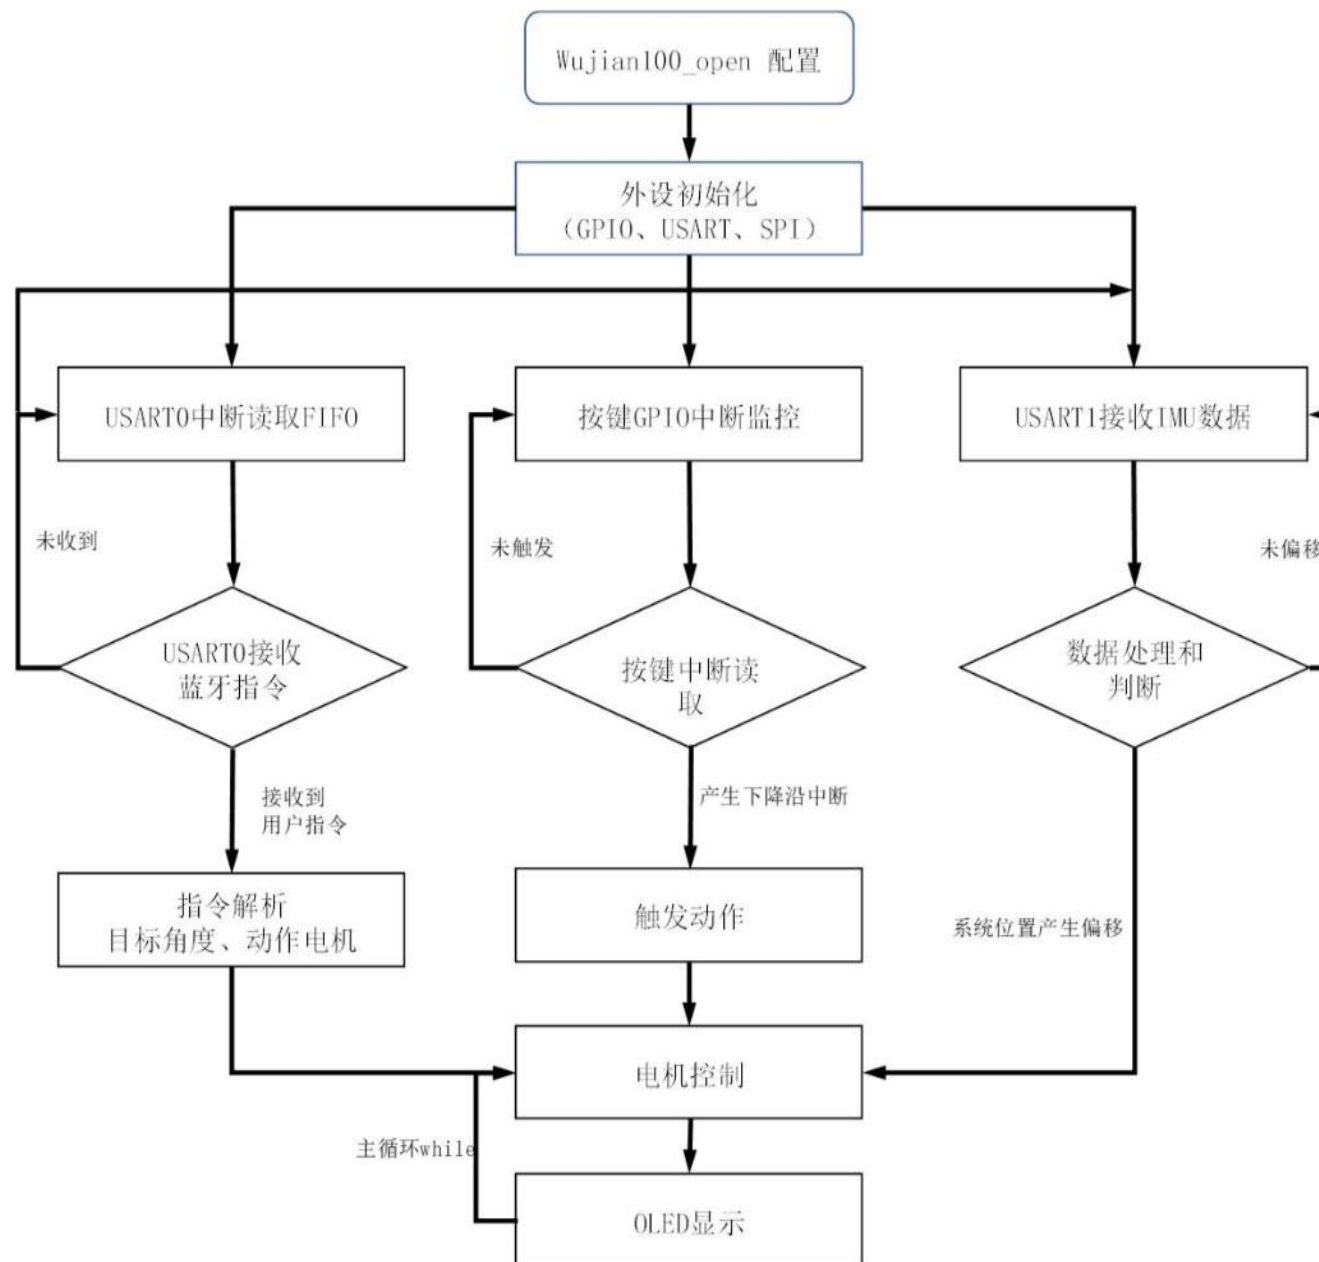 Wujian100_open 配置
外设初始化
（GPIO、USART、SPI）
USART0中断读取FIFO
按键GPIO中断监控
USART1接收IMU数据
未收到
未触发
未偏移
USART0接收
蓝牙指令
按键中断读
取
数据处理和
判断
接收到
用户指令
产生下降沿中断
指令解析
目标角度、动作电机
触发动作
系统位置产生偏移
电机控制
主循环while
OLED显示